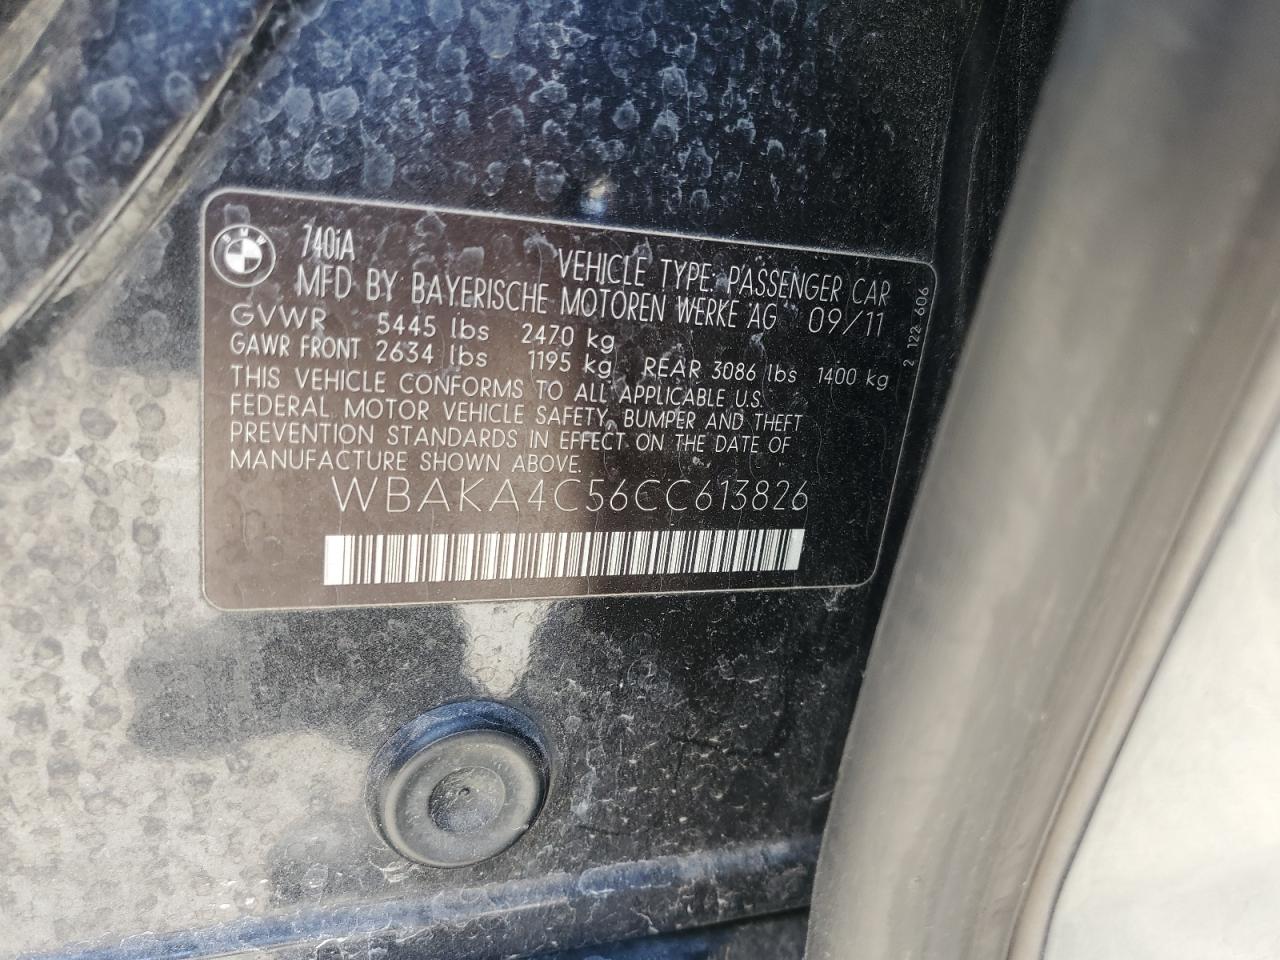 BMW
740iA
VEHICLE TYPE: PASSENGER CAR
MFD BY BAYERISCHE MOTOREN WERKE AG 09/11
GVWR 5445 lbs 2470 kg
GAWR FRONT 2634 lbs 1195 kg REAR 3086 lbs 1400 kg
THIS VEHICLE CONFORMS TO ALL APPLICABLE U.S.
FEDERAL MOTOR VEHICLE SAFETY, BUMPER AND THEFT
PREVENTION STANDARDS IN EFFECT ON THE DATE OF
MANUFACTURE SHOWN ABOVE.
WBAKA4C56CC613826
2 122 606